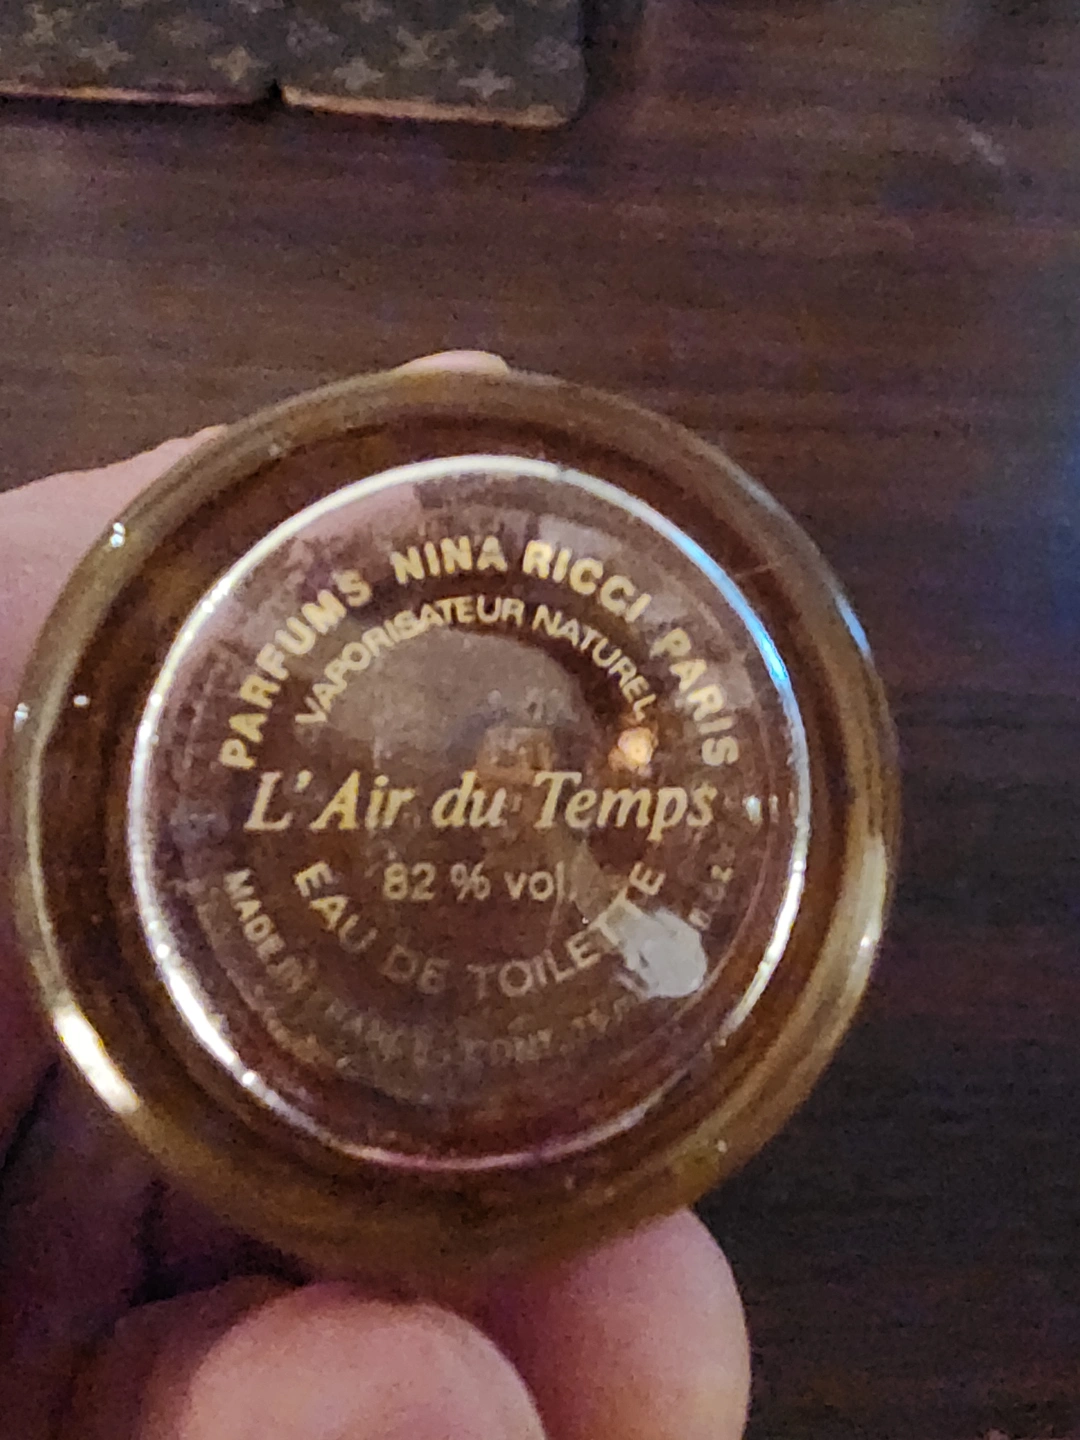 PARFUMS NINA RICCI PARIS
VAPORISATEUR NATUREL
L'Air du Temps
82 % vol.
EAU DE TOILETTE
MADE IN FRANCE